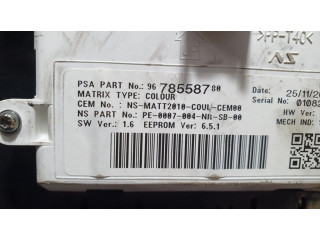 >PP-T40<
NS
PSA PART No.: 96 785587 80
MATRIX TYPE: COLOUR
CEM No : NS-MATT2010-COUL-CEM00
NS PART No: PE-0007-004-NR-SB-00
SW Ver.: 1.6 EEPROM Ver: 6.5.1
Date: 25/11/20
Serial No: 01083
HW Ver:
MECH IND: